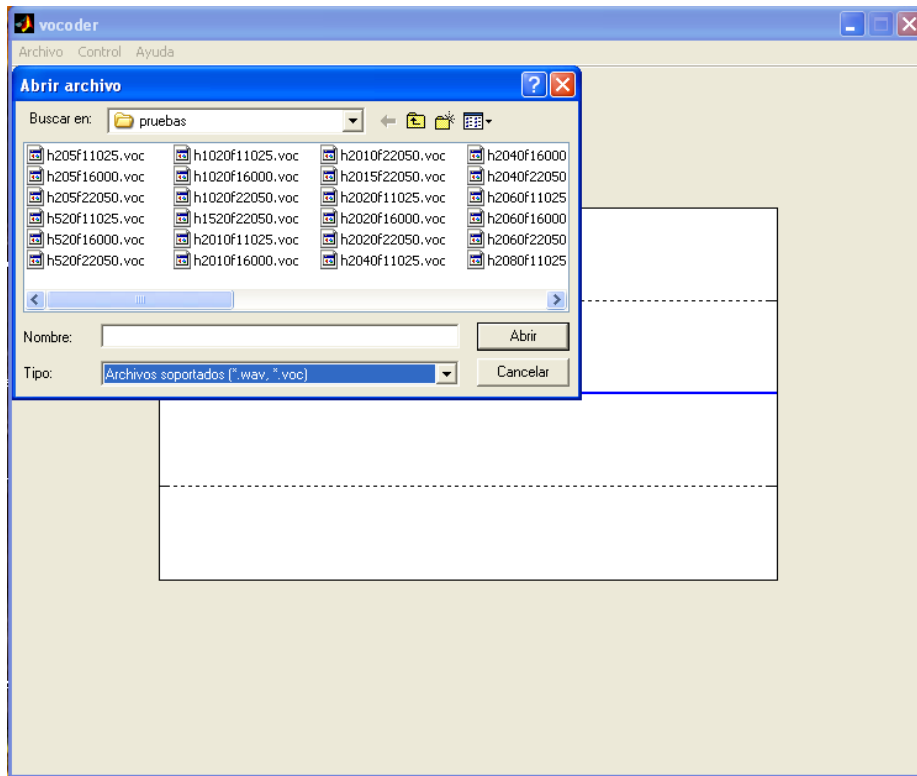 vocoder
Archivo Control Ayuda
Abrir archivo
Buscar en: pruebas
h205f11025.voc h1020f11025.voc h2010f22050.voc h2040f16000
h205f16000.voc h1020f16000.voc h2015f22050.voc h2040f22050
h205f22050.voc h1020f22050.voc h2020f11025.voc h2060f11025
h520f11025.voc h1520f22050.voc h2020f16000.voc h2060f16000
h520f16000.voc h2010f11025.voc h2020f22050.voc h2060f22050
h520f22050.voc h2010f16000.voc h2040f11025.voc h2080f11025
Nombre: Abrir
Tipo: Archivos soportados (*.wav, *.voc) Cancelar